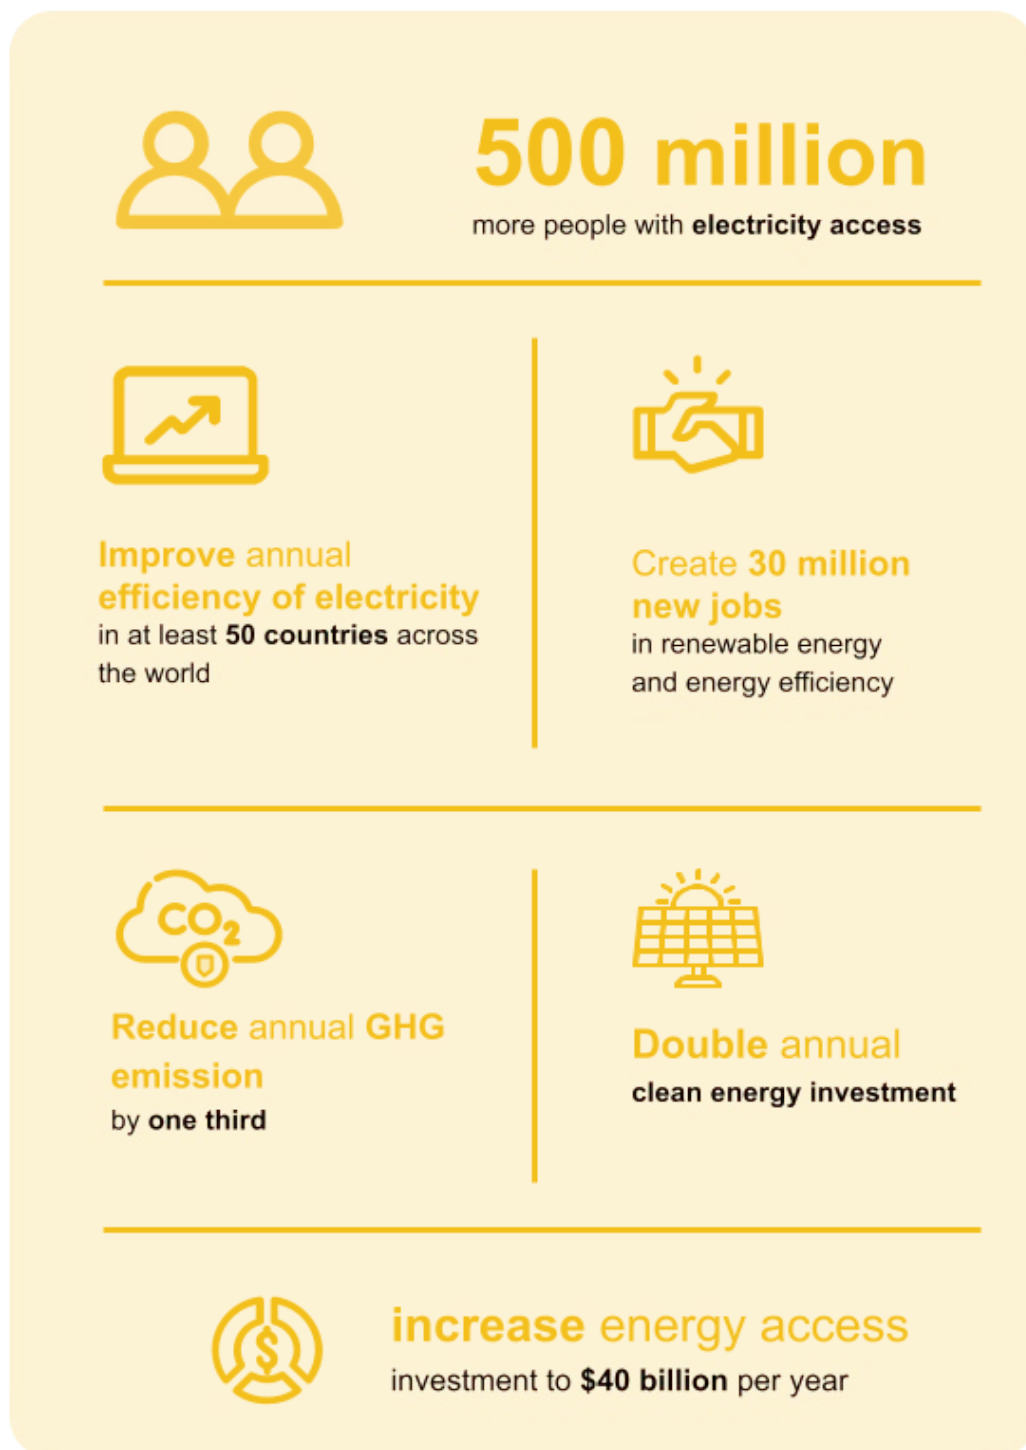 500 million
more people with electricity access
Improve annual
efficiency of electricity
in at least 50 countries across
the world
Create 30 million
new jobs
in renewable energy
and energy efficiency
CO2
Reduce annual GHG
emission
by one third
Double annual
clean energy investment
$
increase energy access
investment to $40 billion per year